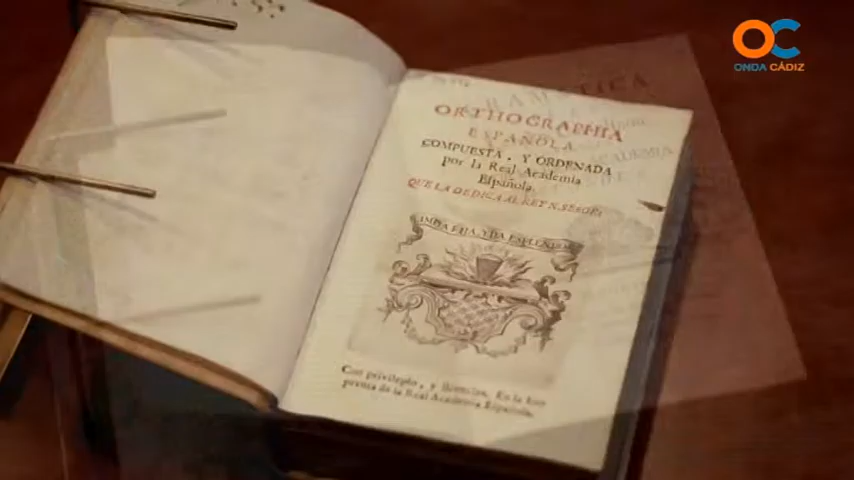 OC
ONDA CÁDIZ
ORTHOGRAPHIA
ESPAÑOLA
COMPUESTA, Y ORDENADA
por la Real Academia
Española.
QUE LA DEDICA AL REY N. SEÑOR.
LIMPIA, FIJA, Y DA ESPLENDOR
Con privilegio, y licencias. En la Im-
prenta de la Real Academia Española.